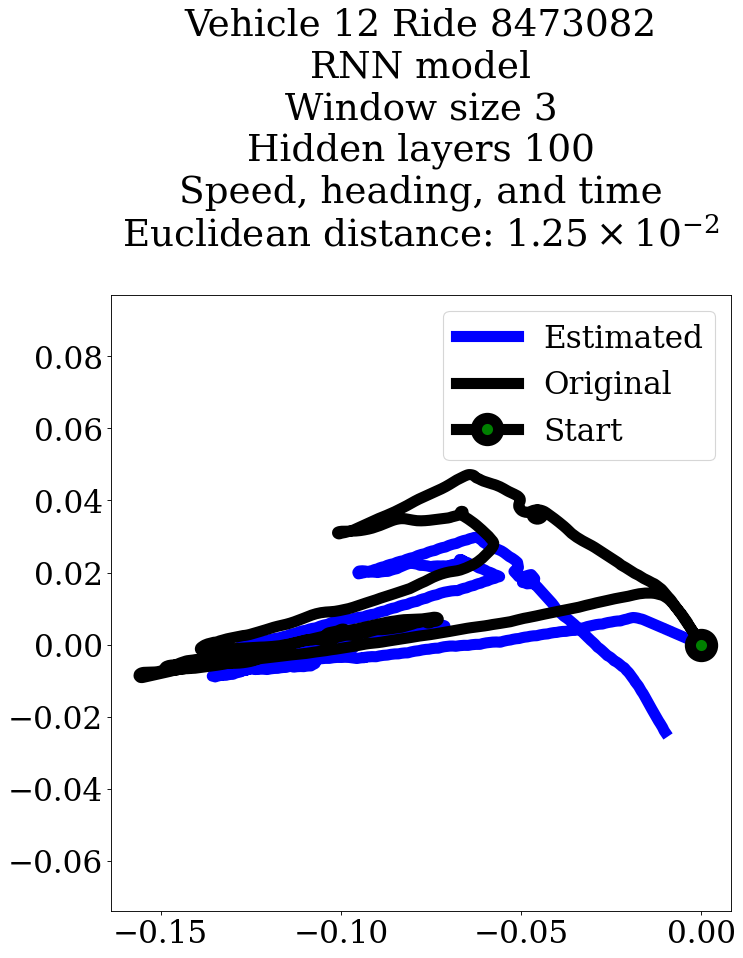 Vehicle 12 Ride 8473082
RNN model
Window size 3
Hidden layers 100
Speed, heading, and time
Euclidean distance: 1.25 × 10⁻²
Estimated
Original
Start
0.08
0.06
0.04
0.02
0.00
−0.02
−0.04
−0.06
−0.15 −0.10 −0.05 0.00